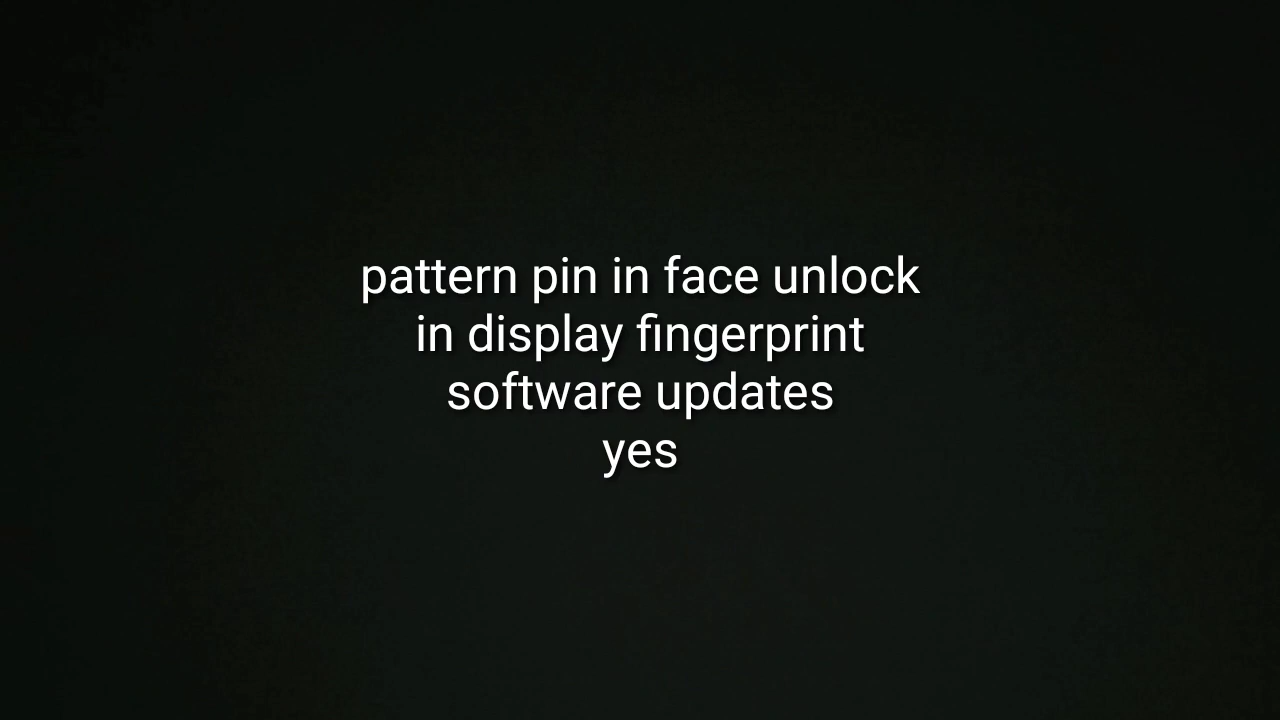 pattern pin in face unlock
in display fingerprint
software updates
yes